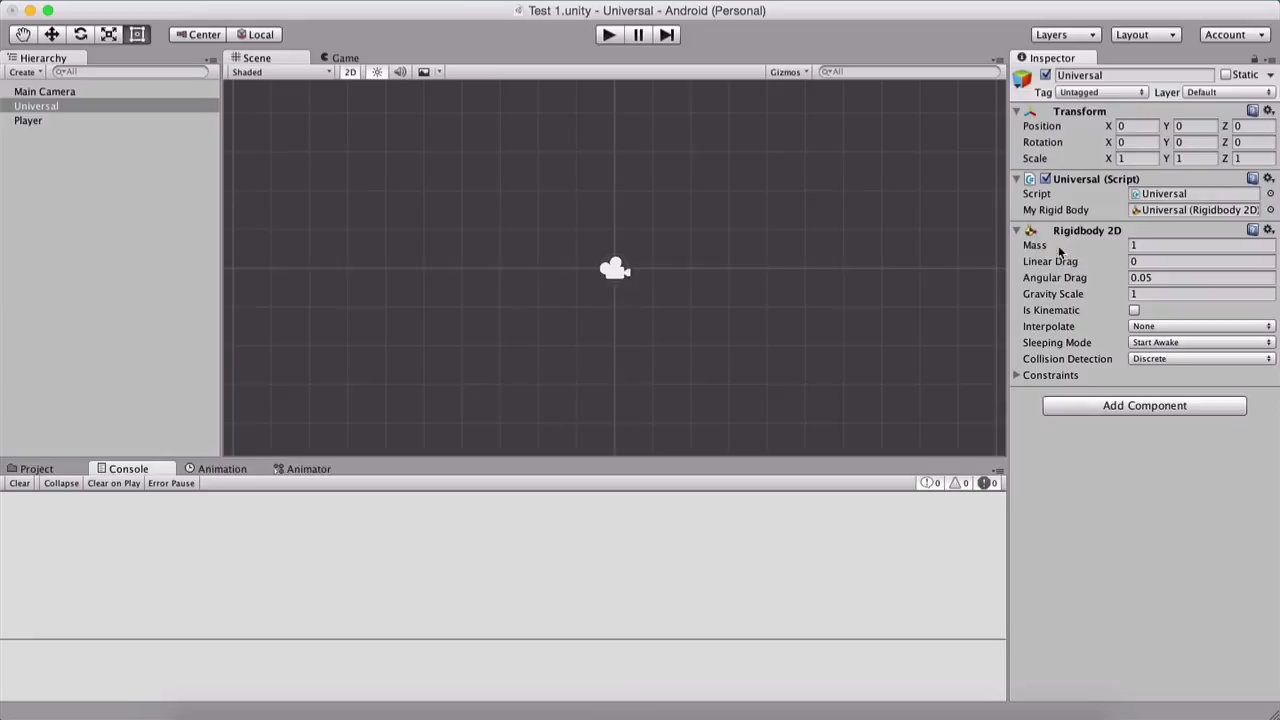 Test 1.unity - Universal - Android (Personal)
Center Local Layers Layout Account
Hierarchy
Create All
Main Camera
Universal
Player
Scene Game
Shaded 2D Gizmos All
Inspector
Universal Static
Tag Untagged Layer Default
Transform
Position X 0 Y 0 Z 0
Rotation X 0 Y 0 Z 0
Scale X 1 Y 1 Z 1
Universal (Script)
Script Universal
My Rigid Body Universal (Rigidbody 2D)
Rigidbody 2D
Mass 1
Linear Drag 0
Angular Drag 0.05
Gravity Scale 1
Is Kinematic
Interpolate None
Sleeping Mode Start Awake
Collision Detection Discrete
Constraints
Add Component
Project Console Animation Animator
Clear Collapse Clear on Play Error Pause 0 0 0